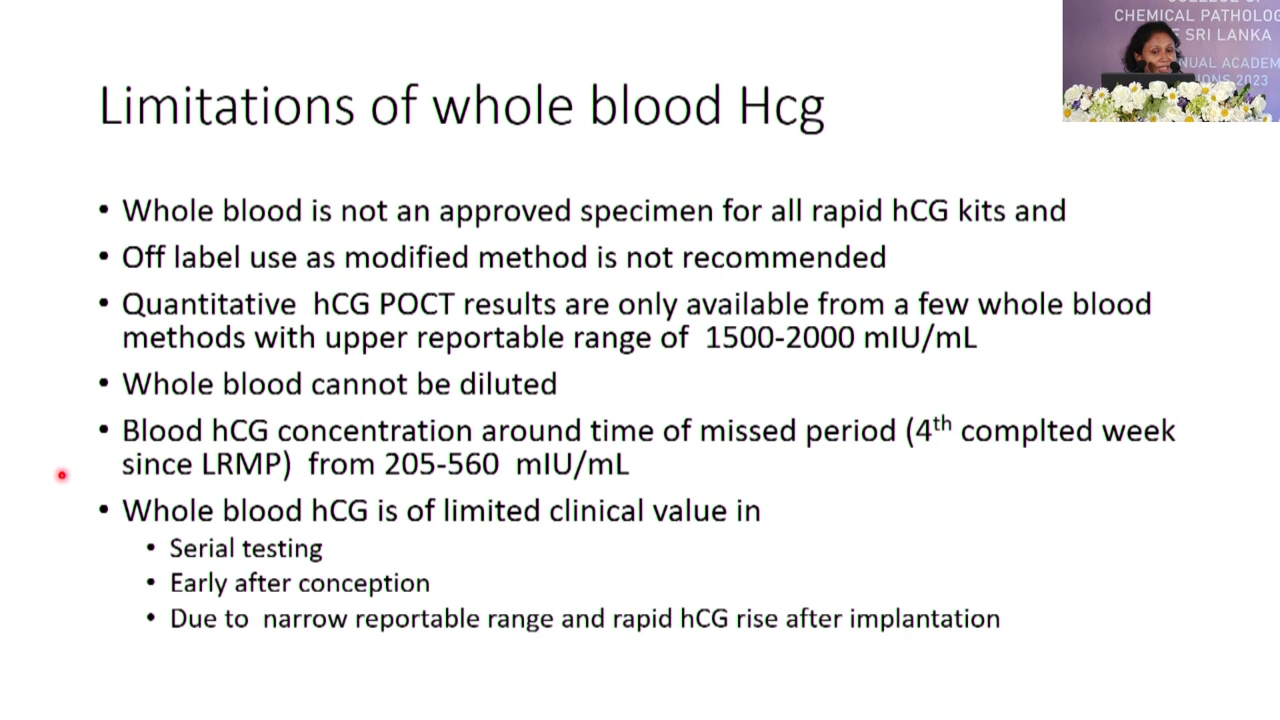 COLLEGE OF
CHEMICAL PATHOLOG
F SRI LANKA
NUAL ACADEM
IONS 2023
Limitations of whole blood Hcg
• Whole blood is not an approved specimen for all rapid hCG kits and
• Off label use as modified method is not recommended
• Quantitative hCG POCT results are only available from a few whole blood
methods with upper reportable range of 1500-2000 mIU/mL
• Whole blood cannot be diluted
• Blood hCG concentration around time of missed period (4th complted week
since LRMP) from 205-560 mIU/mL
• Whole blood hCG is of limited clinical value in
• Serial testing
• Early after conception
• Due to narrow reportable range and rapid hCG rise after implantation